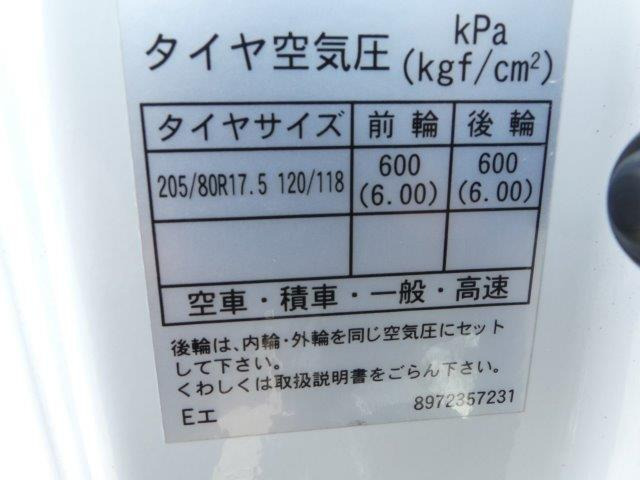 タイヤ空気圧 kPa (kgf/cm²)
タイヤサイズ 前輪 後輪
205/80R17.5 120/118 600 (6.00) 600 (6.00)
空車・積車・一般・高速
後輪は、内輪・外輪を同じ空気圧にセット
して下さい。
くわしくは取扱説明書をごらん下さい。
Eエ 8972357231